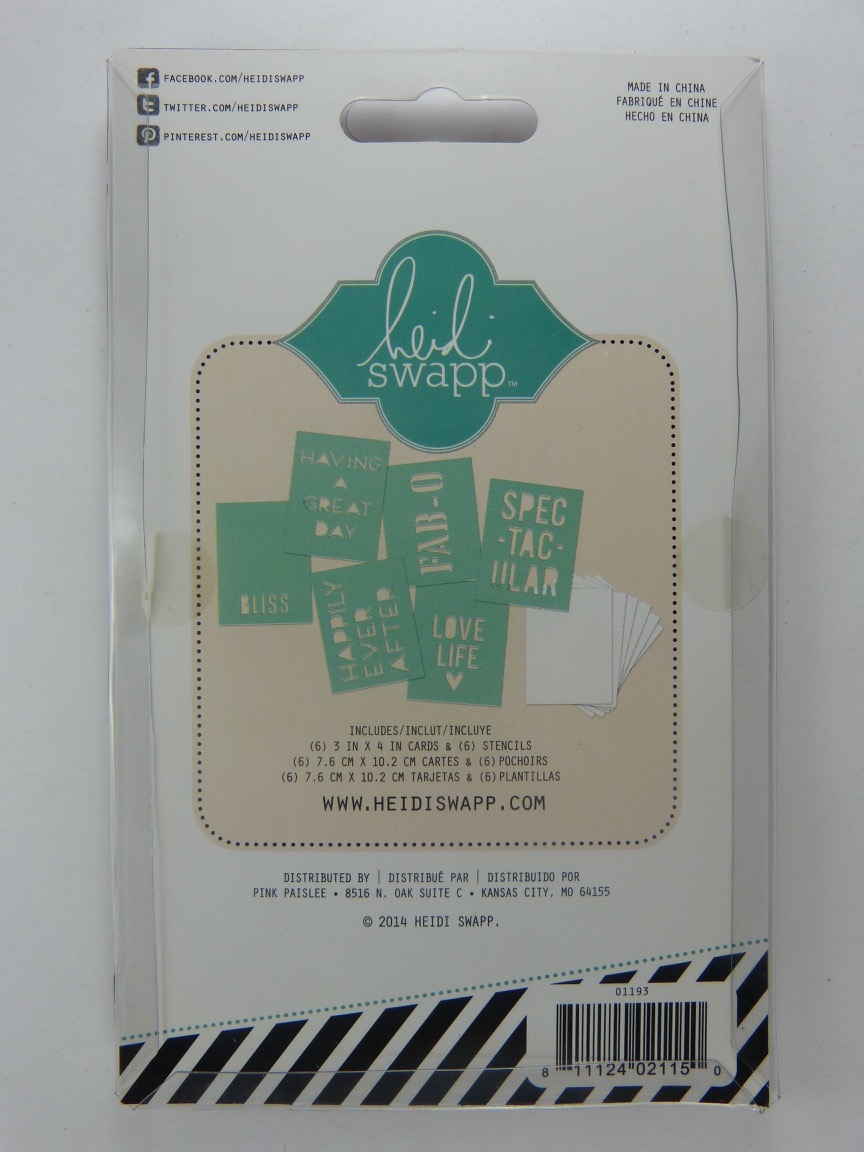 FACEBOOK.COM/HEIDISWAPP
TWITTER.COM/HEIDISWAPP
PINTEREST.COM/HEIDISWAPP
MADE IN CHINA
FABRIQUÉ EN CHINE
HECHO EN CHINA
heidi
swapp™
HAVING
A
GREAT
DAY
FAB-O
SPEC
-TAC-
ULAR
BLISS
HAPPILY
EVER
AFTER
LOVE
LIFE
INCLUDES/INCLUT/INCLUYE
(6) 3 IN X 4 IN CARDS & (6) STENCILS
(6) 7.6 CM X 10.2 CM CARTES & (6) POCHOIRS
(6) 7.6 CM X 10.2 CM TARJETAS & (6) PLANTILLAS
WWW.HEIDISWAPP.COM
DISTRIBUTED BY | DISTRIBUÉ PAR | DISTRIBUIDO POR
PINK PAISLEE • 8516 N. OAK SUITE C • KANSAS CITY, MO 64155
© 2014 HEIDI SWAPP.
01193
8 11124 02115 0